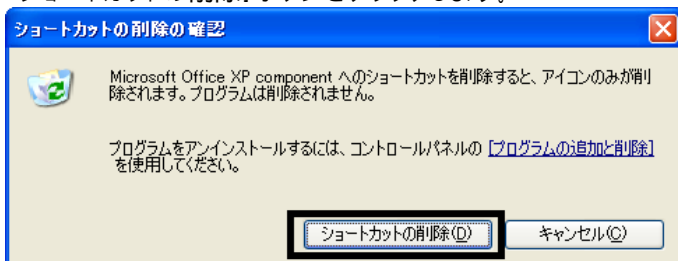 ショートカットの削除の確認
Microsoft Office XP component へのショートカットを削除すると、アイコンのみが削
除されます。プログラムは削除されません。
プログラムをアンインストールするには、コントロールパネルの [プログラムの追加と削除]
を使用してください。
ショートカットの削除(D)
キャンセル(C)